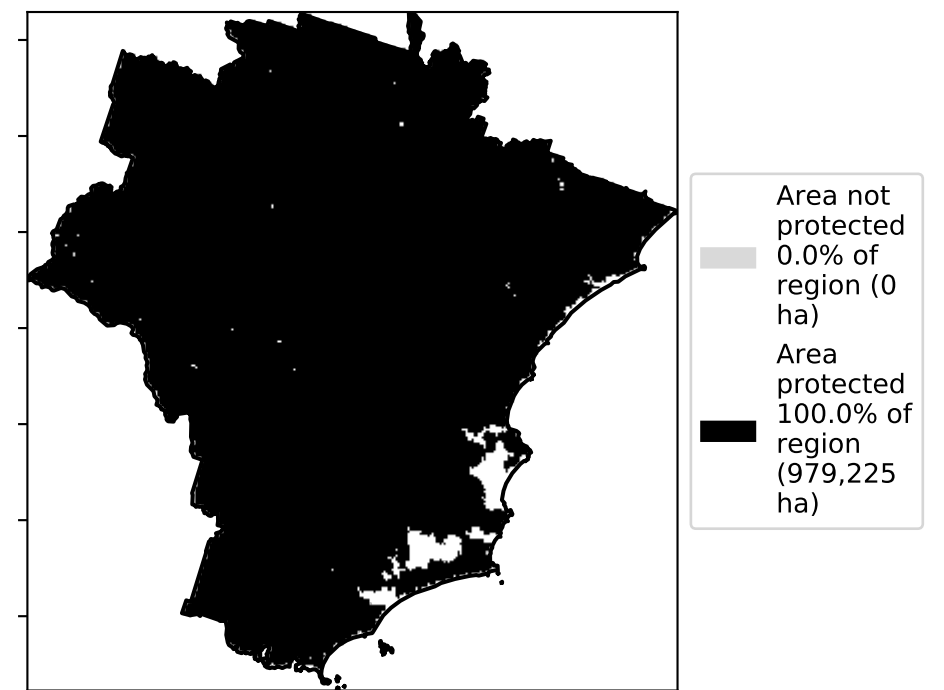 Area not
protected
0.0% of
region (0
ha)
Area
protected
100.0% of
region
(979,225
ha)